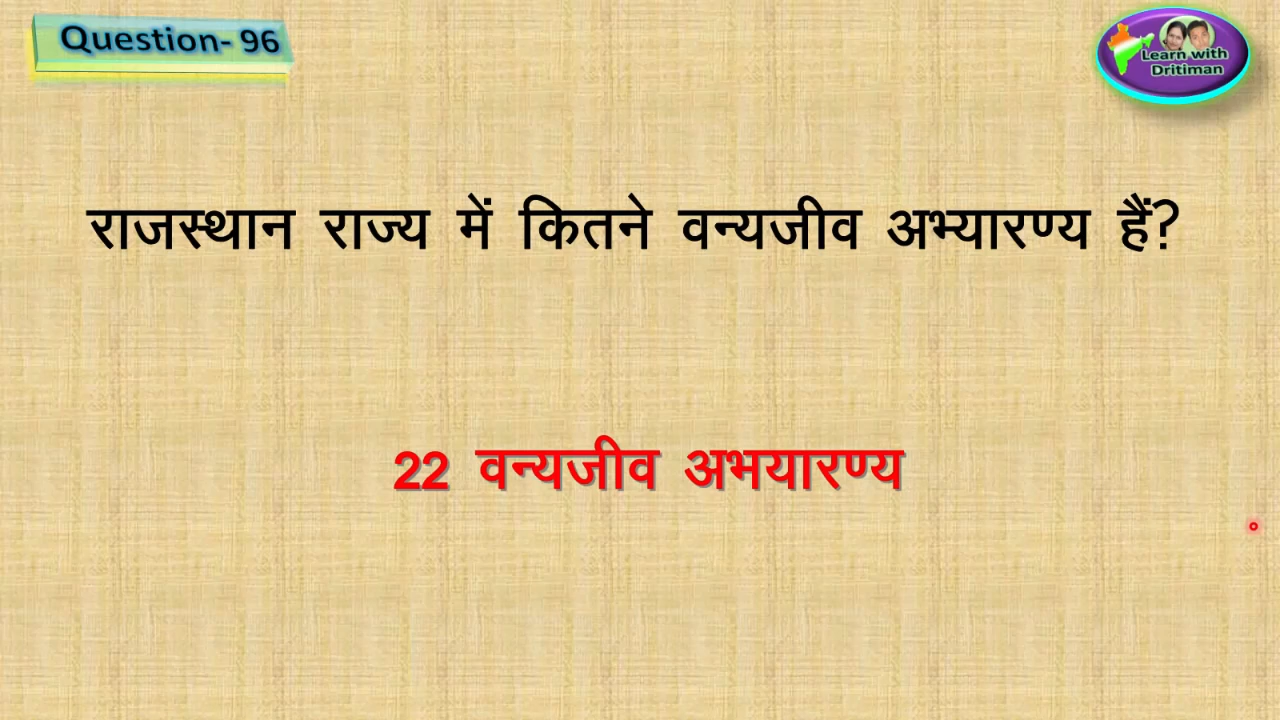 Question- 96
Learn with
Dritiman
राजस्थान राज्य में कितने वन्यजीव अभ्यारण्य हैं?
22 वन्यजीव अभयारण्य